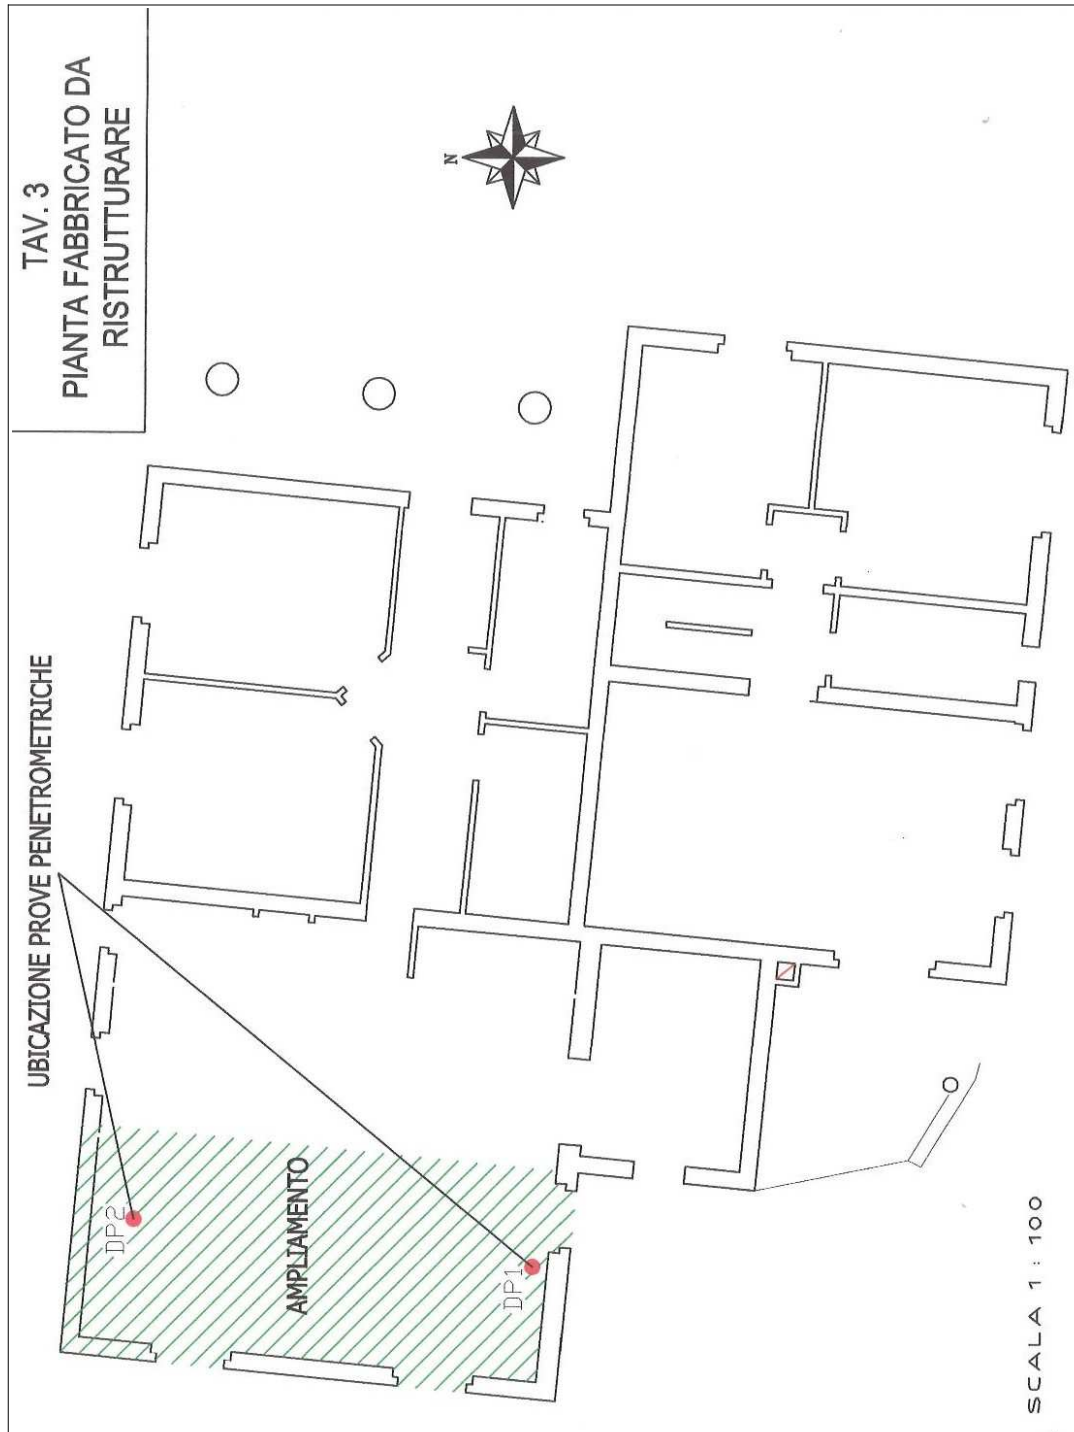 TAV. 3
PIANTA FABBRICATO DA
RISTRUTTURARE
N
UBICAZIONE PROVE PENETROMETRICHE
DP2
AMPLIAMENTO
DP1
SCALA 1 : 100